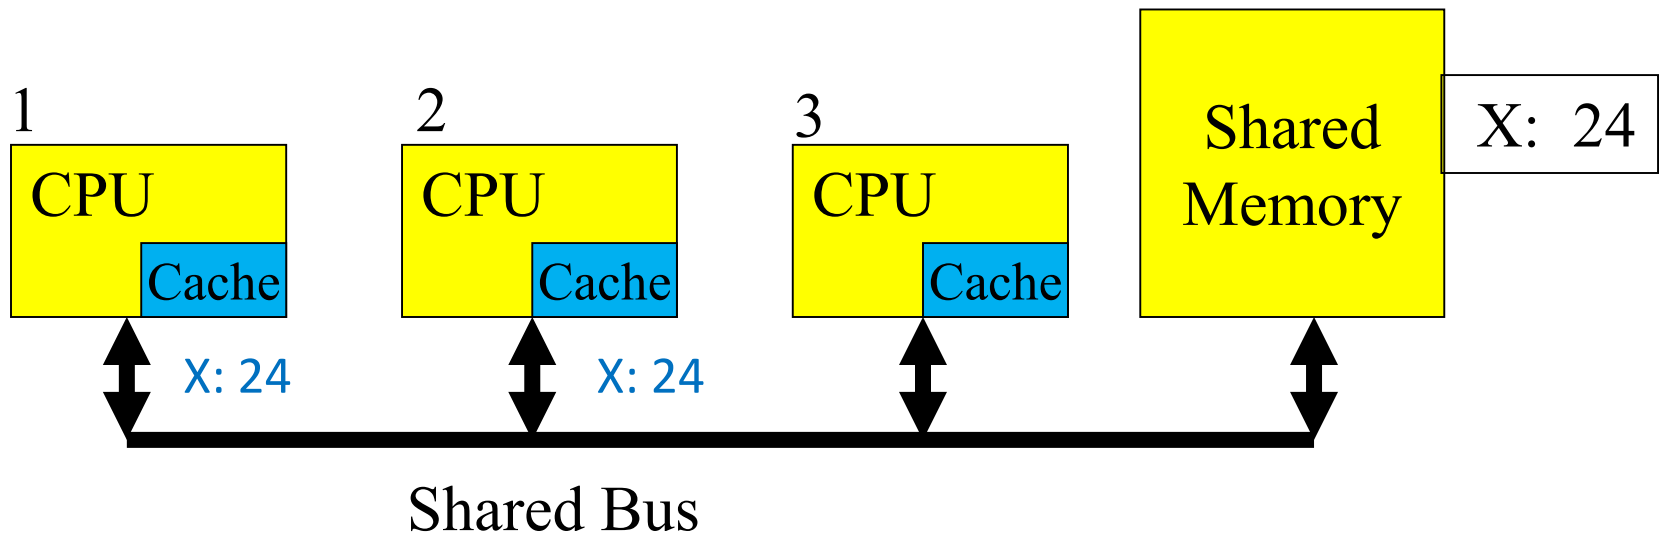 1
2
3
CPU
Cache
CPU
Cache
CPU
Cache
Shared
Memory
X: 24
X: 24
X: 24
Shared Bus